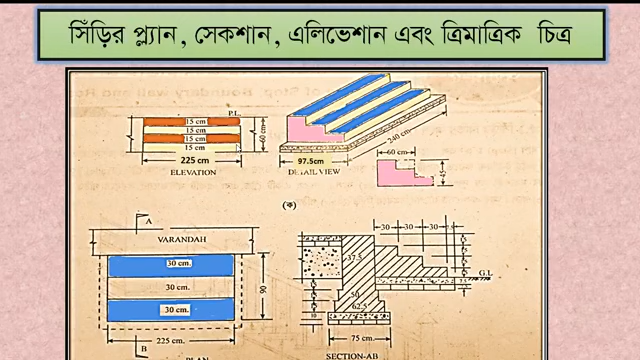 সিঁড়ির প্ল্যান, সেকশান, এলিভেশান এবং ত্রিমাত্রিক চিত্র
P.L.
15 cm
15 cm
15 cm
15 cm
60 cm
225 cm
ELEVATION
97.5cm
240 cm
DETAIL VIEW
60 cm
45
(ক)
A
VARANDAH
30 cm.
30 cm.
30 cm.
90
225 cm.
B
PLAN
30
30
30
37.5
G.L
50
62.5
10
75 cm
SECTION-AB